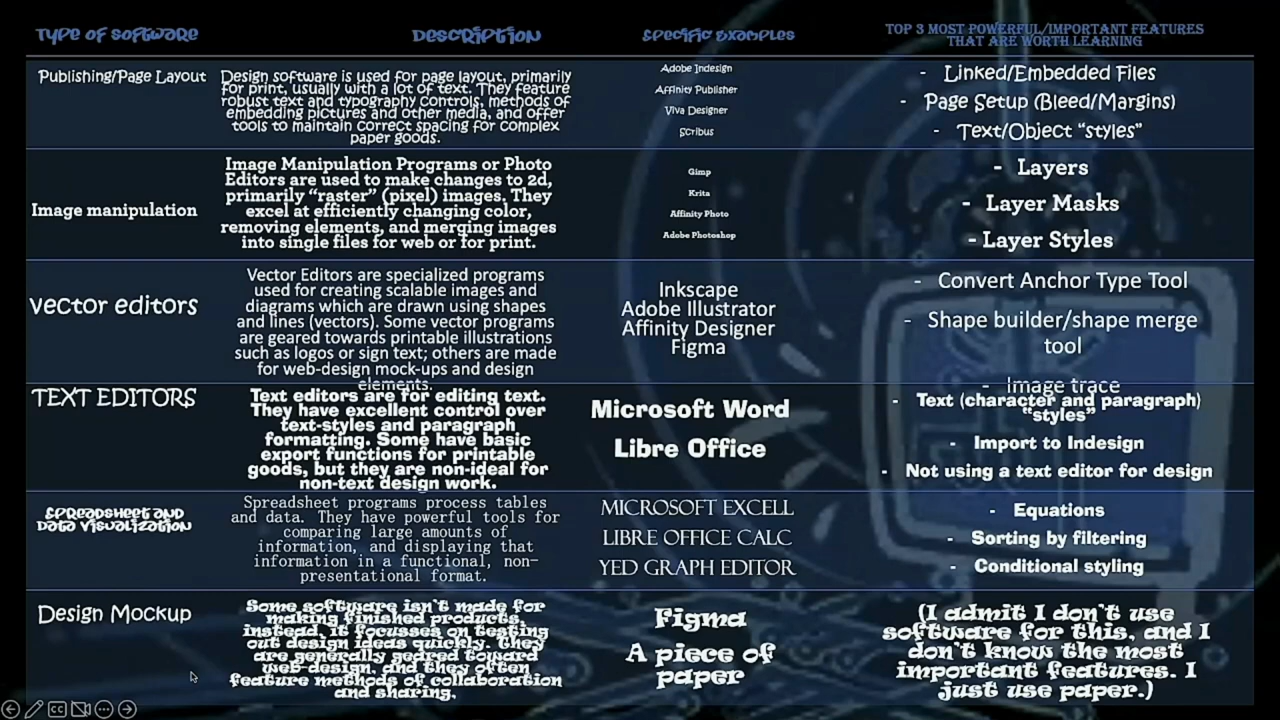 Type of Software
Description
Specific Examples
Top 3 most powerful/important features
that are worth learning
Publishing/Page Layout
Design software is used for page layout, primarily
for print, usually with a lot of text. They feature
robust text and typography controls, methods of
embedding pictures and other media, and offer
tools to maintain correct spacing for complex
paper goods.
Adobe Indesign
Affinity Publisher
Viva Designer
Scribus
- Linked/Embedded Files
- Page Setup (Bleed/Margins)
- Text/Object “styles”
Image manipulation
Image Manipulation Programs or Photo
Editors are used to make changes to 2d,
primarily “raster” (pixel) images. They
excel at efficiently changing color,
removing elements, and merging images
into single files for web or for print.
Gimp
Krita
Affinity Photo
Adobe Photoshop
- Layers
- Layer Masks
- Layer Styles
Vector editors
Vector Editors are specialized programs
used for creating scalable images and
diagrams which are drawn using shapes
and lines (vectors). Some vector programs
are geared towards printable illustrations
such as logos or sign text; others are made
for web-design mock-ups and design
elements.
Inkscape
Adobe Illustrator
Affinity Designer
Figma
- Convert Anchor Type Tool
- Shape builder/shape merge
tool
- Image trace
TEXT EDITORS
Text editors are for editing text.
They have excellent control over
text-styles and paragraph
formatting. Some have basic
export functions for printable
goods, but they are non-ideal for
non-text design work.
Microsoft Word
Libre Office
- Text (character and paragraph)
“styles”
- Import to Indesign
- Not using a text editor for design
Spreadsheet and
Data Visualization
Spreadsheet programs process tables
and data. They have powerful tools for
comparing large amounts of
information, and displaying that
information in a functional, non-
presentational format.
Microsoft Excell
Libre Office Calc
yEd Graph Editor
- Equations
- Sorting by filtering
- Conditional styling
Design Mockup
Some software isn’t made for
making finished products,
instead, it focusses on testing
out design ideas quickly. They
are generally geared toward
web-design, and they often
feature methods of collaboration
and sharing.
Figma
A piece of
paper
(I admit I don’t use
software for this, and I
don’t know the most
important features. I
just use paper.)
CC